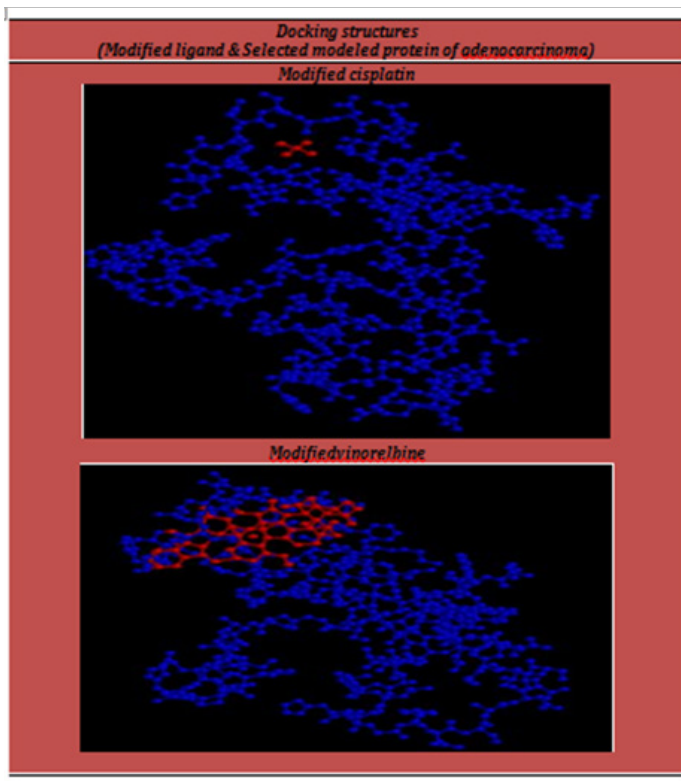 Docking structures
(Modified ligand & Selected modeled protein of adenocarcinoma)
Modified cisplatin
Modifiedvinorelbine